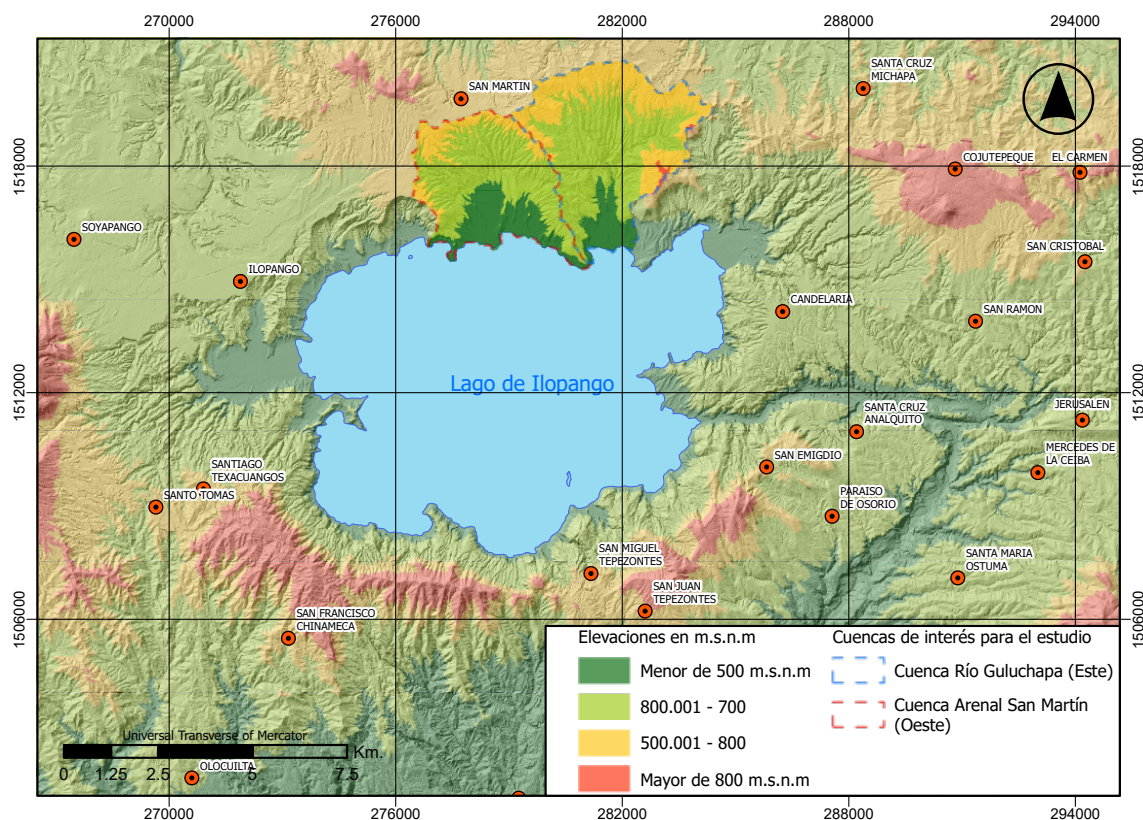 270000
276000
282000
288000
294000
SANTA CRUZ
MICHAPA
SAN MARTIN
1518000
1518000
COJUTEPEQUE
EL CARMEN
SOYAPANGO
SAN CRISTOBAL
ILOPANGO
CANDELARIA
SAN RAMON
Lago de Ilopango
1512000
1512000
JERUSALEN
SANTA CRUZ
ANALQUITO
MERCEDES DE
LA CEIBA
SAN EMIGDIO
SANTIAGO
TEXACUANGOS
SANTO TOMAS
PARAISO
DE OSORIO
SAN MIGUEL
TEPEZONTES
SANTA MARIA
OSTUMA
SAN JUAN
TEPEZONTES
SAN FRANCISCO
CHINAMECA
1506000
1506000
Elevaciones en m.s.n.m
Menor de 500 m.s.n.m
800.001 - 700
500.001 - 800
Mayor de 800 m.s.n.m
Cuencas de interés para el estudio
Cuenca Río Guluchapa (Este)
Cuenca Arenal San Martín
(Oeste)
Universal Transverse of Mercator
Km.
0 1.25 2.5 5 7.5
OLOCUILTA
270000
276000
282000
288000
294000